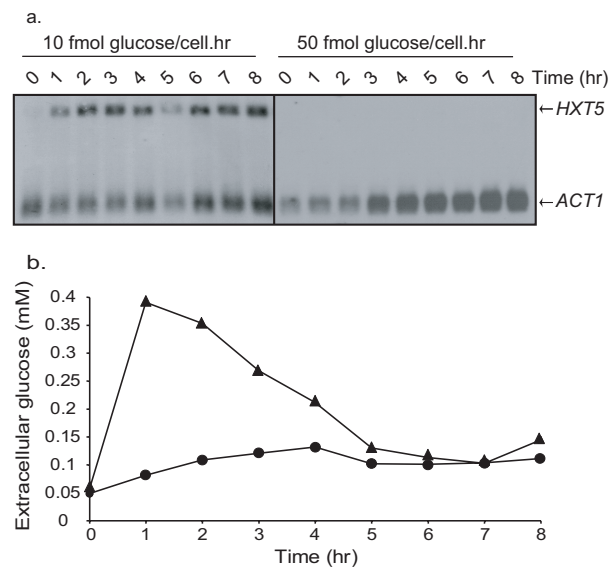 a.
10 fmol glucose/cell.hr 50 fmol glucose/cell.hr
0 1 2 3 4 5 6 7 8 0 1 2 3 4 5 6 7 8 Time (hr)
←HXT5
←ACT1
b.
Extracellular glucose (mM)
0.4
0.35
0.3
0.25
0.2
0.15
0.1
0.05
0
0 1 2 3 4 5 6 7 8
Time (hr)